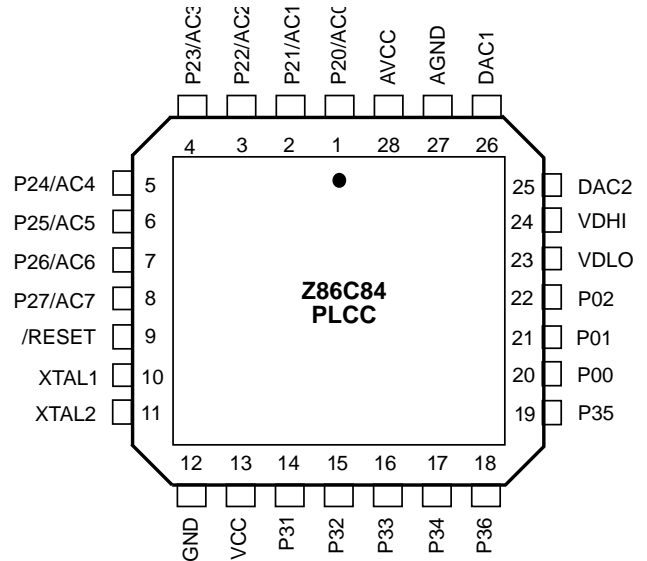 P23/AC3
P22/AC2
P21/AC1
P20/AC0
AVCC
AGND
DAC1
4 3 2 1 28 27 26
P24/AC4 5
P25/AC5 6
P26/AC6 7
P27/AC7 8
/RESET 9
XTAL1 10
XTAL2 11
Z86C84
PLCC
25 DAC2
24 VDHI
23 VDLO
22 P02
21 P01
20 P00
19 P35
12 13 14 15 16 17 18
GND
VCC
P31
P32
P33
P34
P36